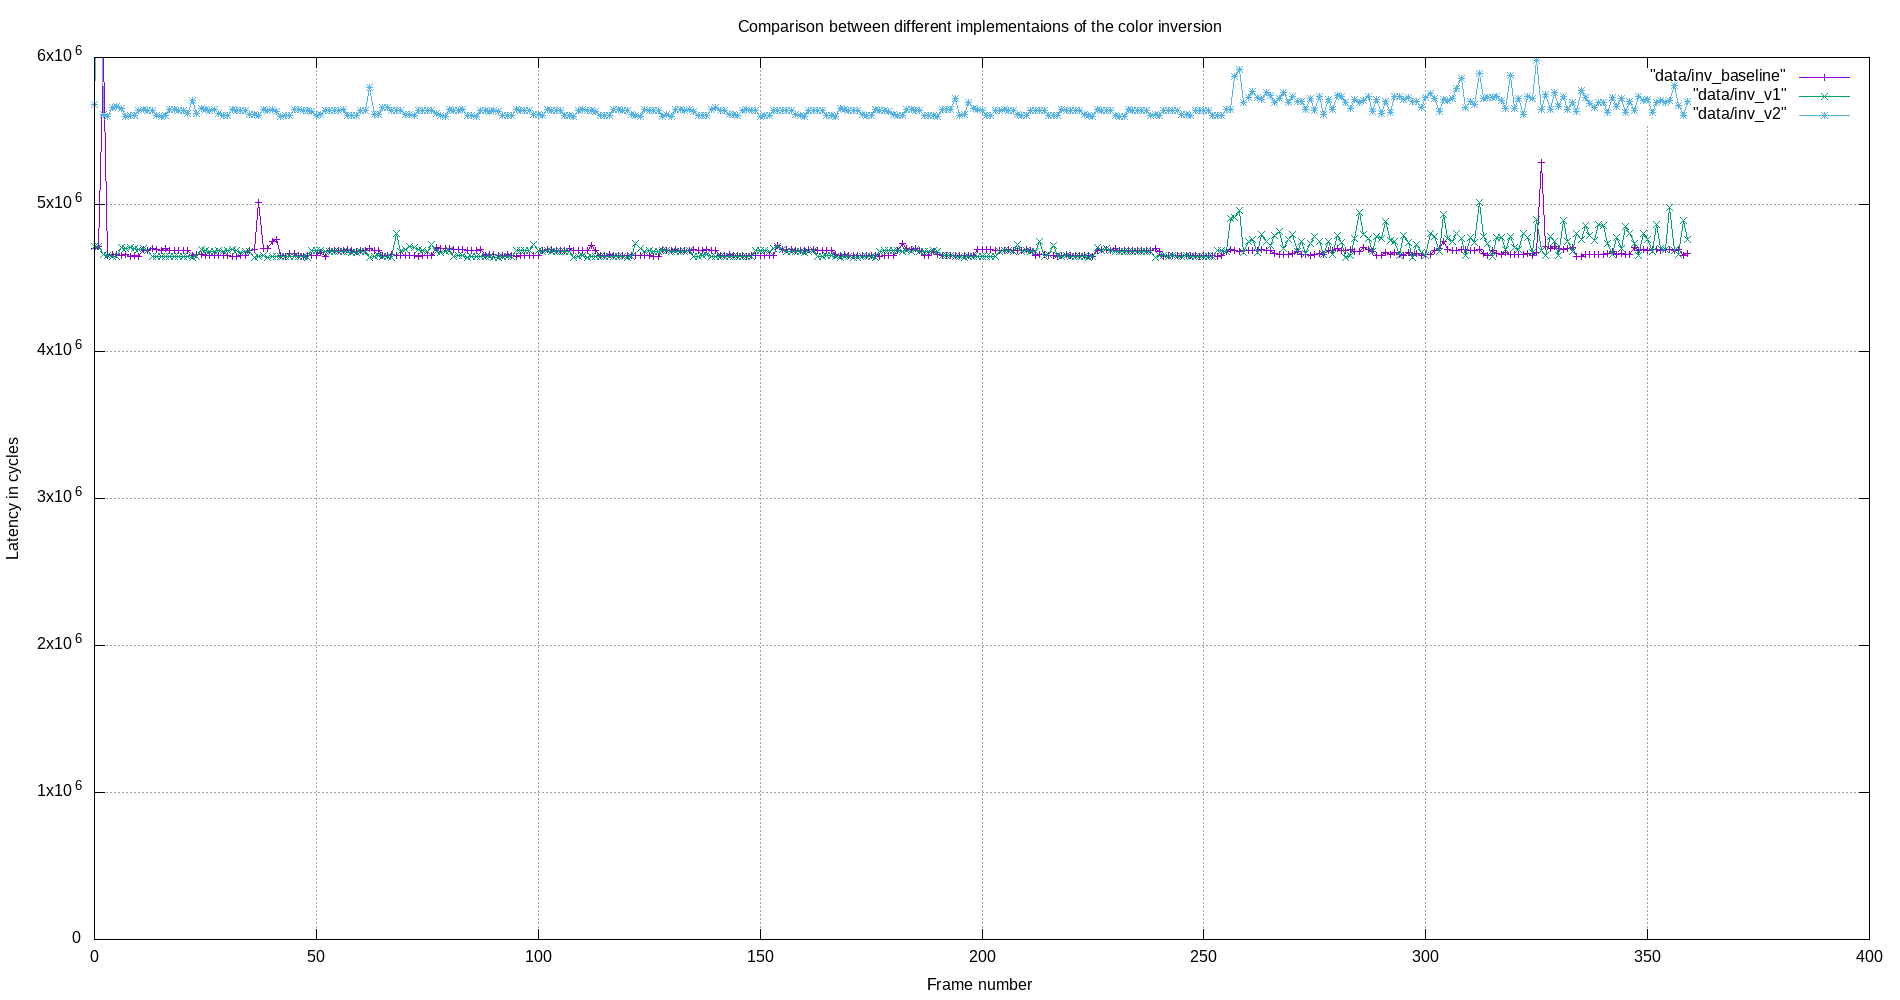 Comparison between different implementaions of the color inversion
6x10 6
"data/inv_baseline"
"data/inv_v1"
"data/inv_v2"
5x10 6
4x10 6
3x10 6
2x10 6
1x10 6
0
Latency in cycles
0 50 100 150 200 250 300 350 400
Frame number